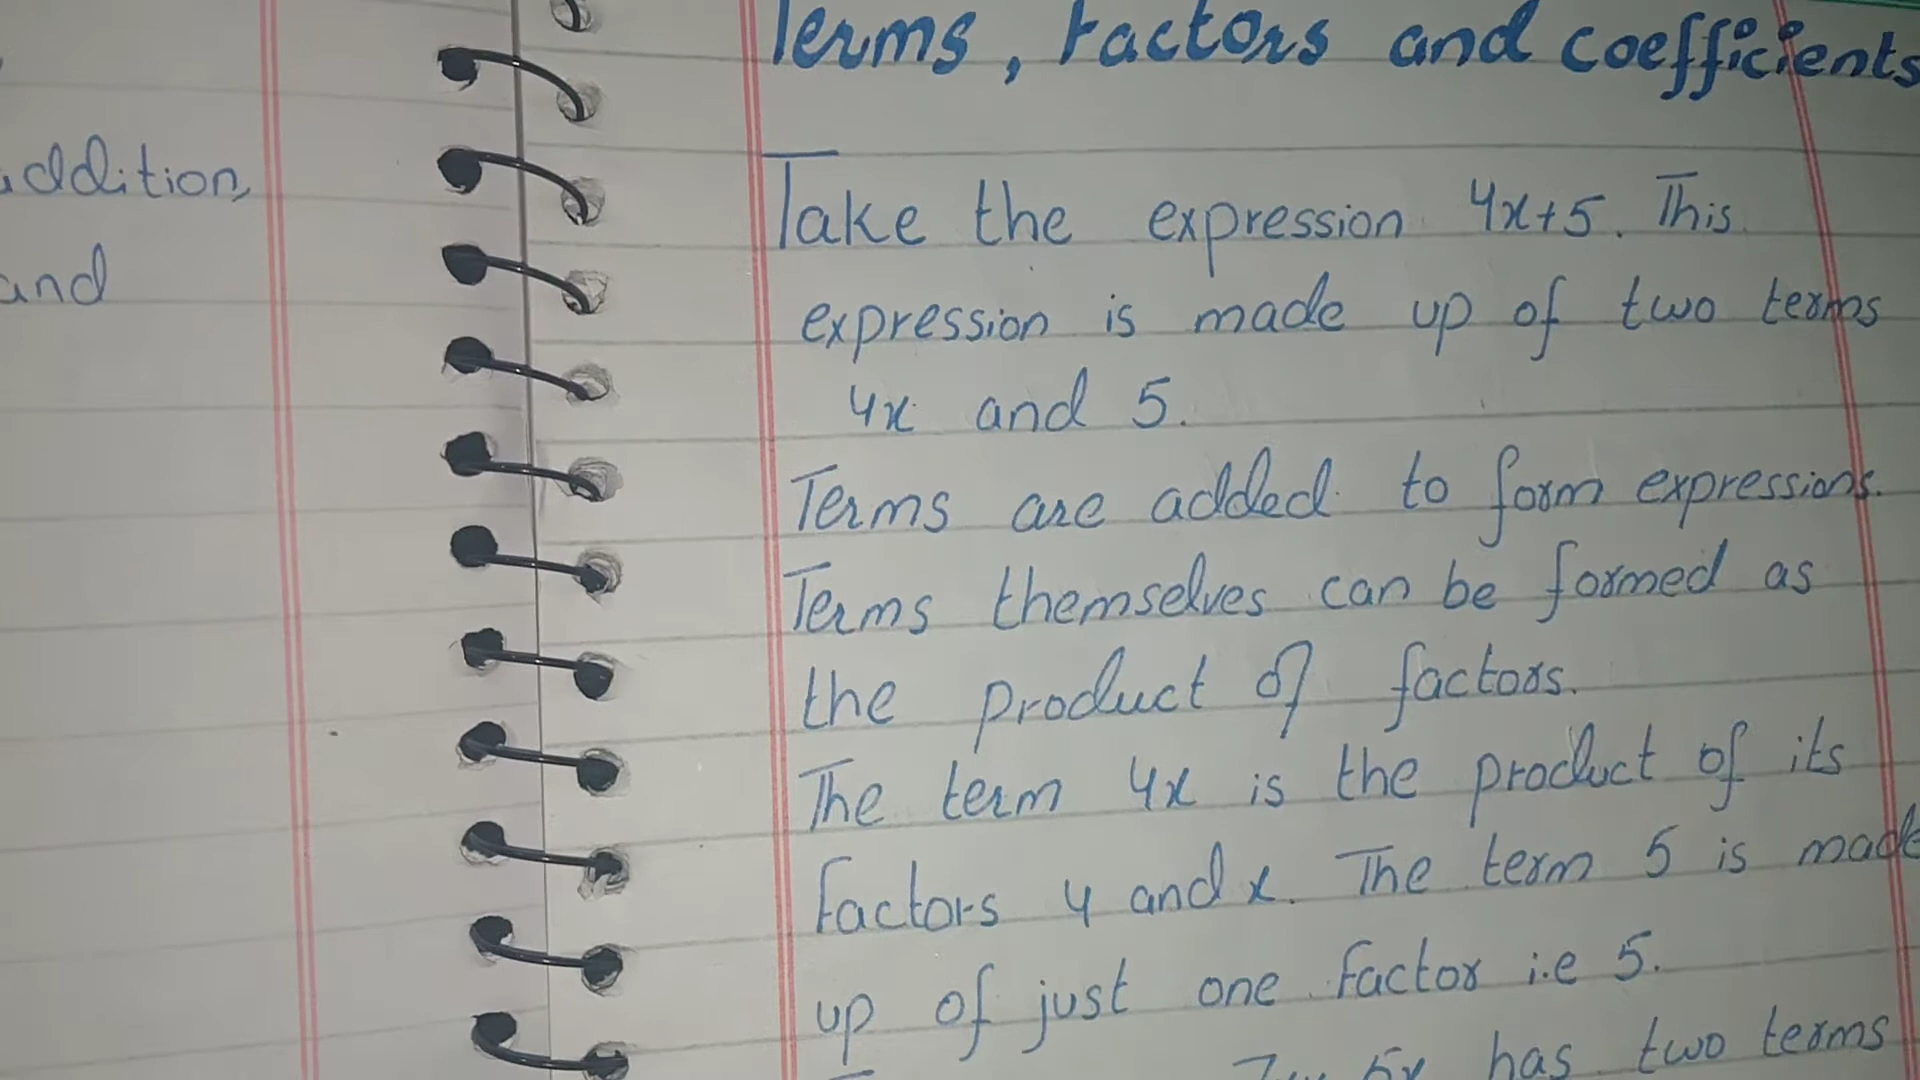 addition,
and
Terms, Factors and coefficients
Take the expression 4x+5. This
expression is made up of two terms
4x and 5.
Terms are added to form expressions.
Terms themselves can be formed as
the product of factors.
The term 4x is the product of its
factors 4 and x. The term 5 is made
up of just one factor i.e 5.
5x has two terms